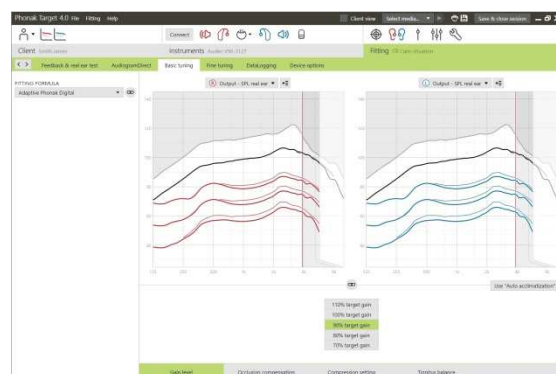 Phonak Target 4.0 File Fitting Help
Client view Select media... Save & close session
Connect
Client Instruments Fitting
Feedback & real ear test AudiogramDirect Basic tuning Fine tuning DataLogging Device options
FITTING FORMULA
Adaptive Phonak Digital
Output - SPL real ear
Output - SPL real ear
Use "Auto acclimatization"
110% target gain
100% target gain
90% target gain
80% target gain
70% target gain
Gain level Occlusion compensation Compression setting Tinnitus balance